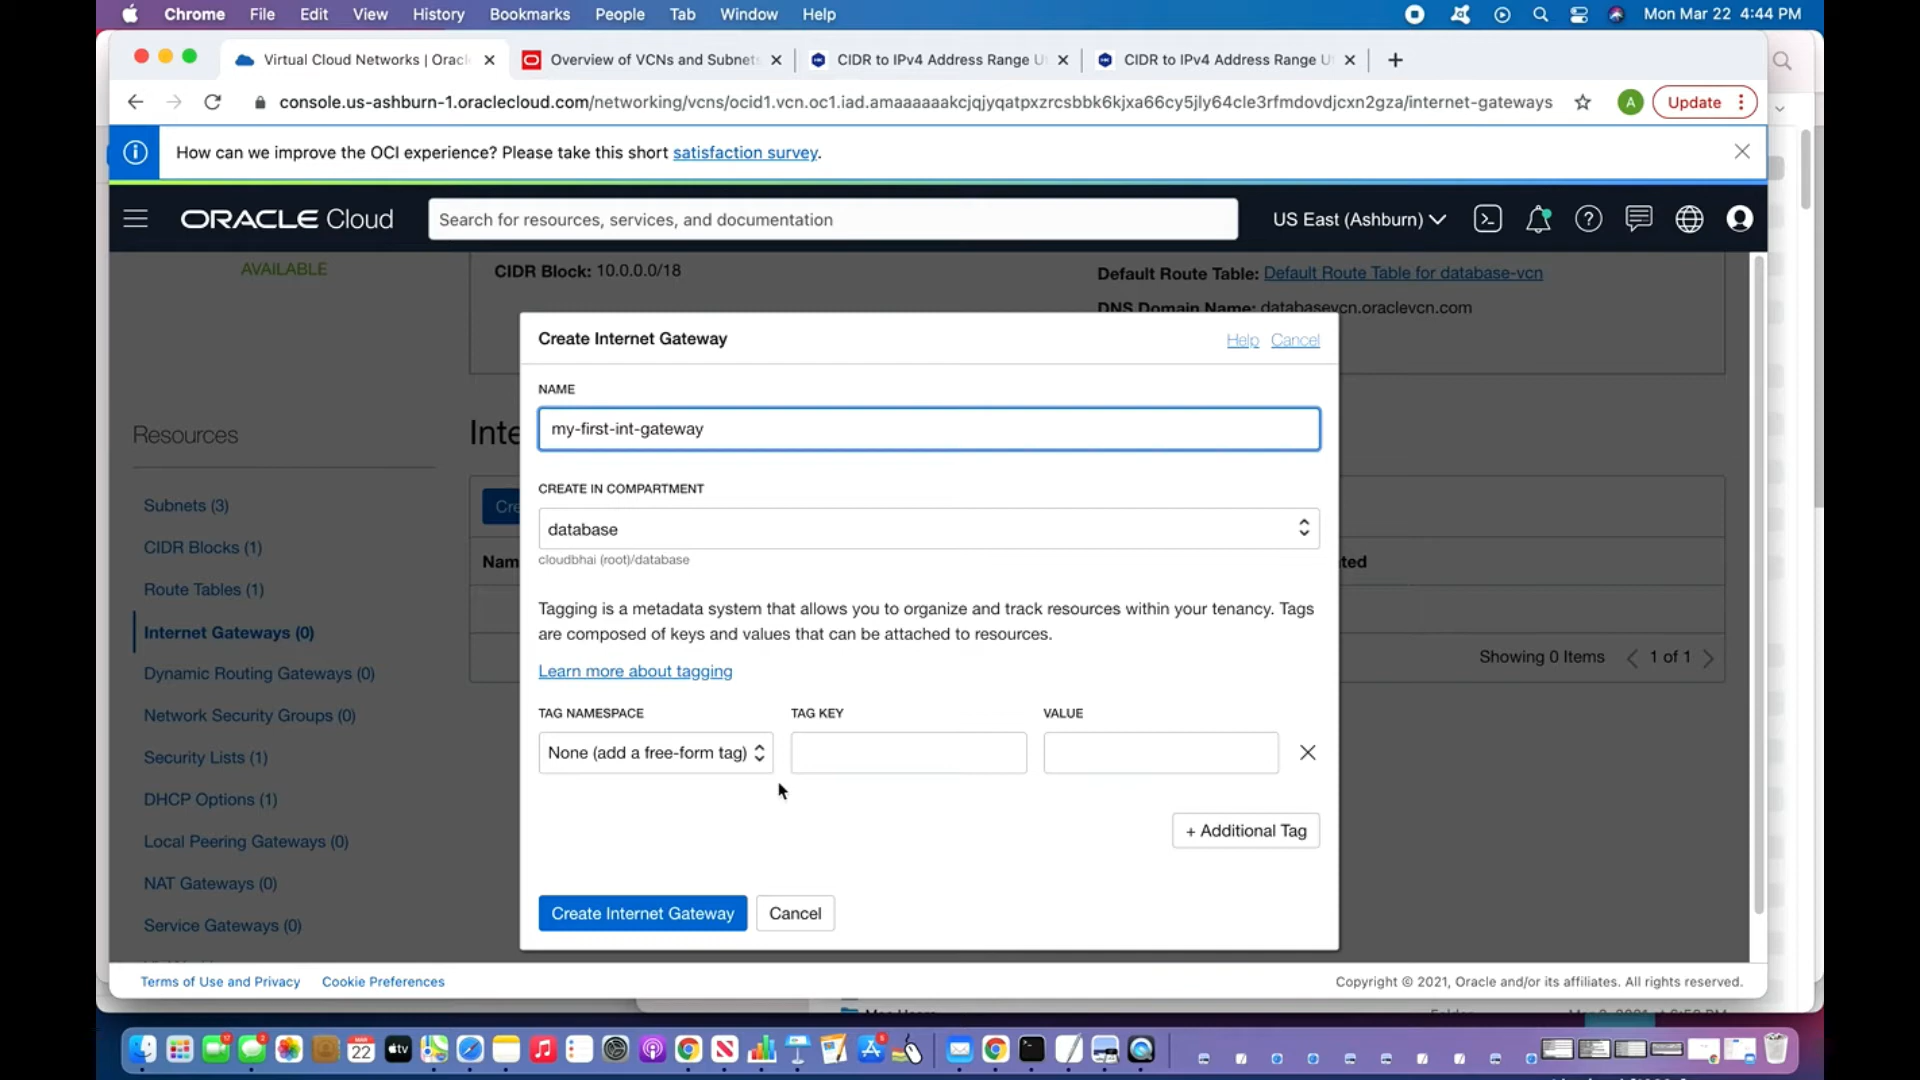 Chrome File Edit View History Bookmarks People Tab Window Help Mon Mar 22 4:44 PM
Virtual Cloud Networks | Oracl Overview of VCNs and Subnets CIDR to IPv4 Address Range U CIDR to IPv4 Address Range U
console.us-ashburn-1.oraclecloud.com/networking/vcns/ocid1.vcn.oc1.iad.amaaaaaakcjqjyqatpxzrcsbbk6kjxa66cy5jly64cle3rfmdovdjcxn2gza/internet-gateways A Update
How can we improve the OCI experience? Please take this short satisfaction survey.
ORACLE Cloud Search for resources, services, and documentation US East (Ashburn)
AVAILABLE CIDR Block: 10.0.0.0/18 Default Route Table: Default Route Table for database-vcn
DNS Domain Name: databasevcn.oraclevcn.com
Create Internet Gateway Help Cancel
NAME
Resources Inte my-first-int-gateway
CREATE IN COMPARTMENT
Subnets (3) Cre database
CIDR Blocks (1) Nam cloudbhai (root)/database ted
Route Tables (1) Tagging is a metadata system that allows you to organize and track resources within your tenancy. Tags
Internet Gateways (0) are composed of keys and values that can be attached to resources.
Dynamic Routing Gateways (0) Learn more about tagging Showing 0 Items 1 of 1
Network Security Groups (0) TAG NAMESPACE TAG KEY VALUE
Security Lists (1) None (add a free-form tag)
DHCP Options (1)
Local Peering Gateways (0) + Additional Tag
NAT Gateways (0)
Service Gateways (0) Create Internet Gateway Cancel
Terms of Use and Privacy Cookie Preferences Copyright © 2021, Oracle and/or its affiliates. All rights reserved.
MAR
22 tv